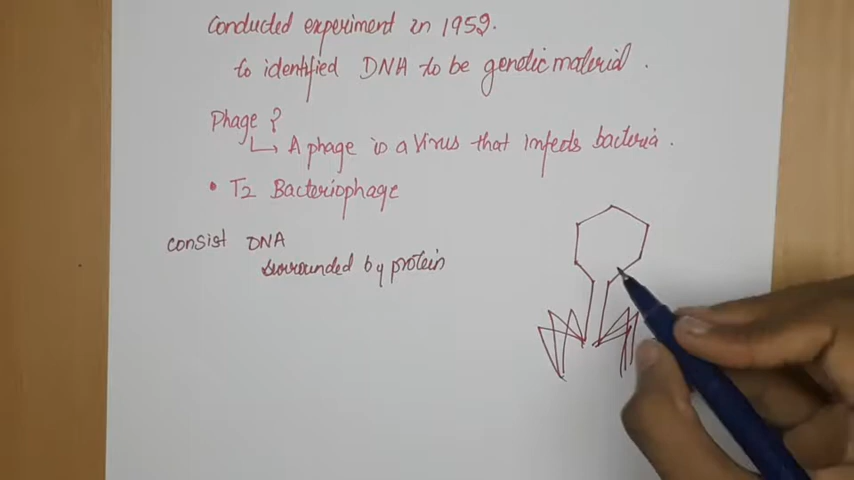 Conducted experiment in 1952.
to identified DNA to be genetic material.
Phage ?
A phage is a Virus that infects bacteria.
• T2 Bacteriophage
consist DNA
surrounded by protein